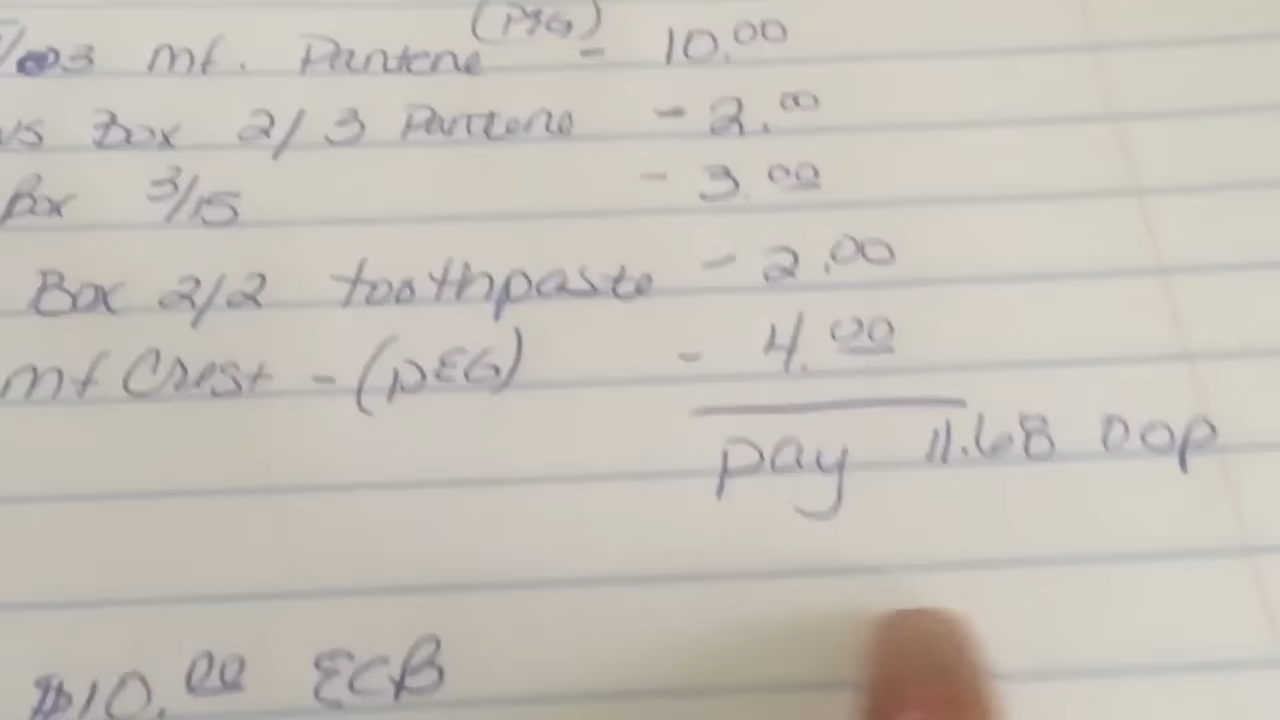 (P&G)
mf. Pantene - 10.00
Box 2/3 Pantene - 2.00
Box 3/15 - 3.00
Box 2/2 toothpaste - 2.00
mf Crest - (PEG) - 4.00
pay 11.68 OOP
$10.00 ECB